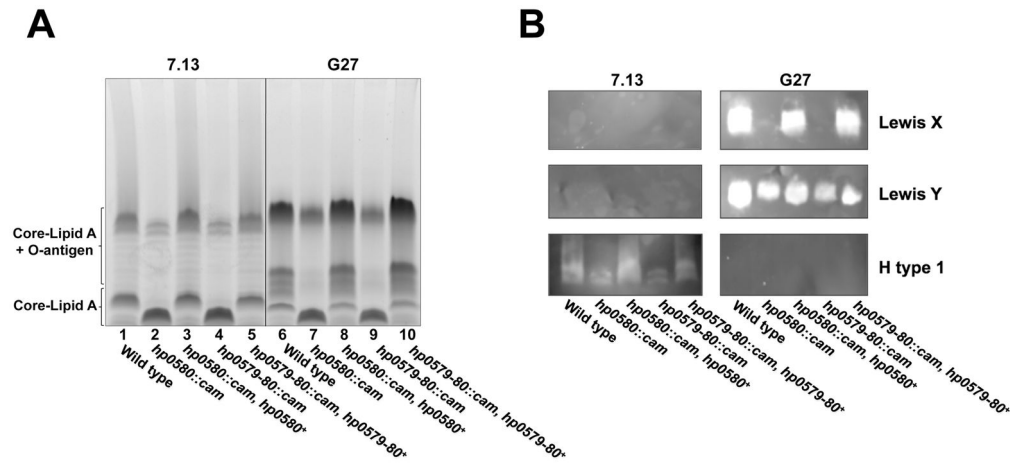 A
7.13 G27
Core-Lipid A
+ O-antigen
Core-Lipid A
1 2 3 4 5 6 7 8 9 10
Wild type
hp0580::cam
hp0580::cam, hp0580⁺
hp0579-80::cam
hp0579-80::cam, hp0579-80⁺
Wild type
hp0580::cam
hp0580::cam, hp0580⁺
hp0579-80::cam
hp0579-80::cam, hp0579-80⁺
B
7.13 G27
Lewis X
Lewis Y
H type 1
Wild type
hp0580::cam
hp0580::cam, hp0580⁺
hp0579-80::cam
hp0579-80::cam, hp0579-80⁺
Wild type
hp0580::cam
hp0580::cam, hp0580⁺
hp0579-80::cam
hp0579-80::cam, hp0579-80⁺